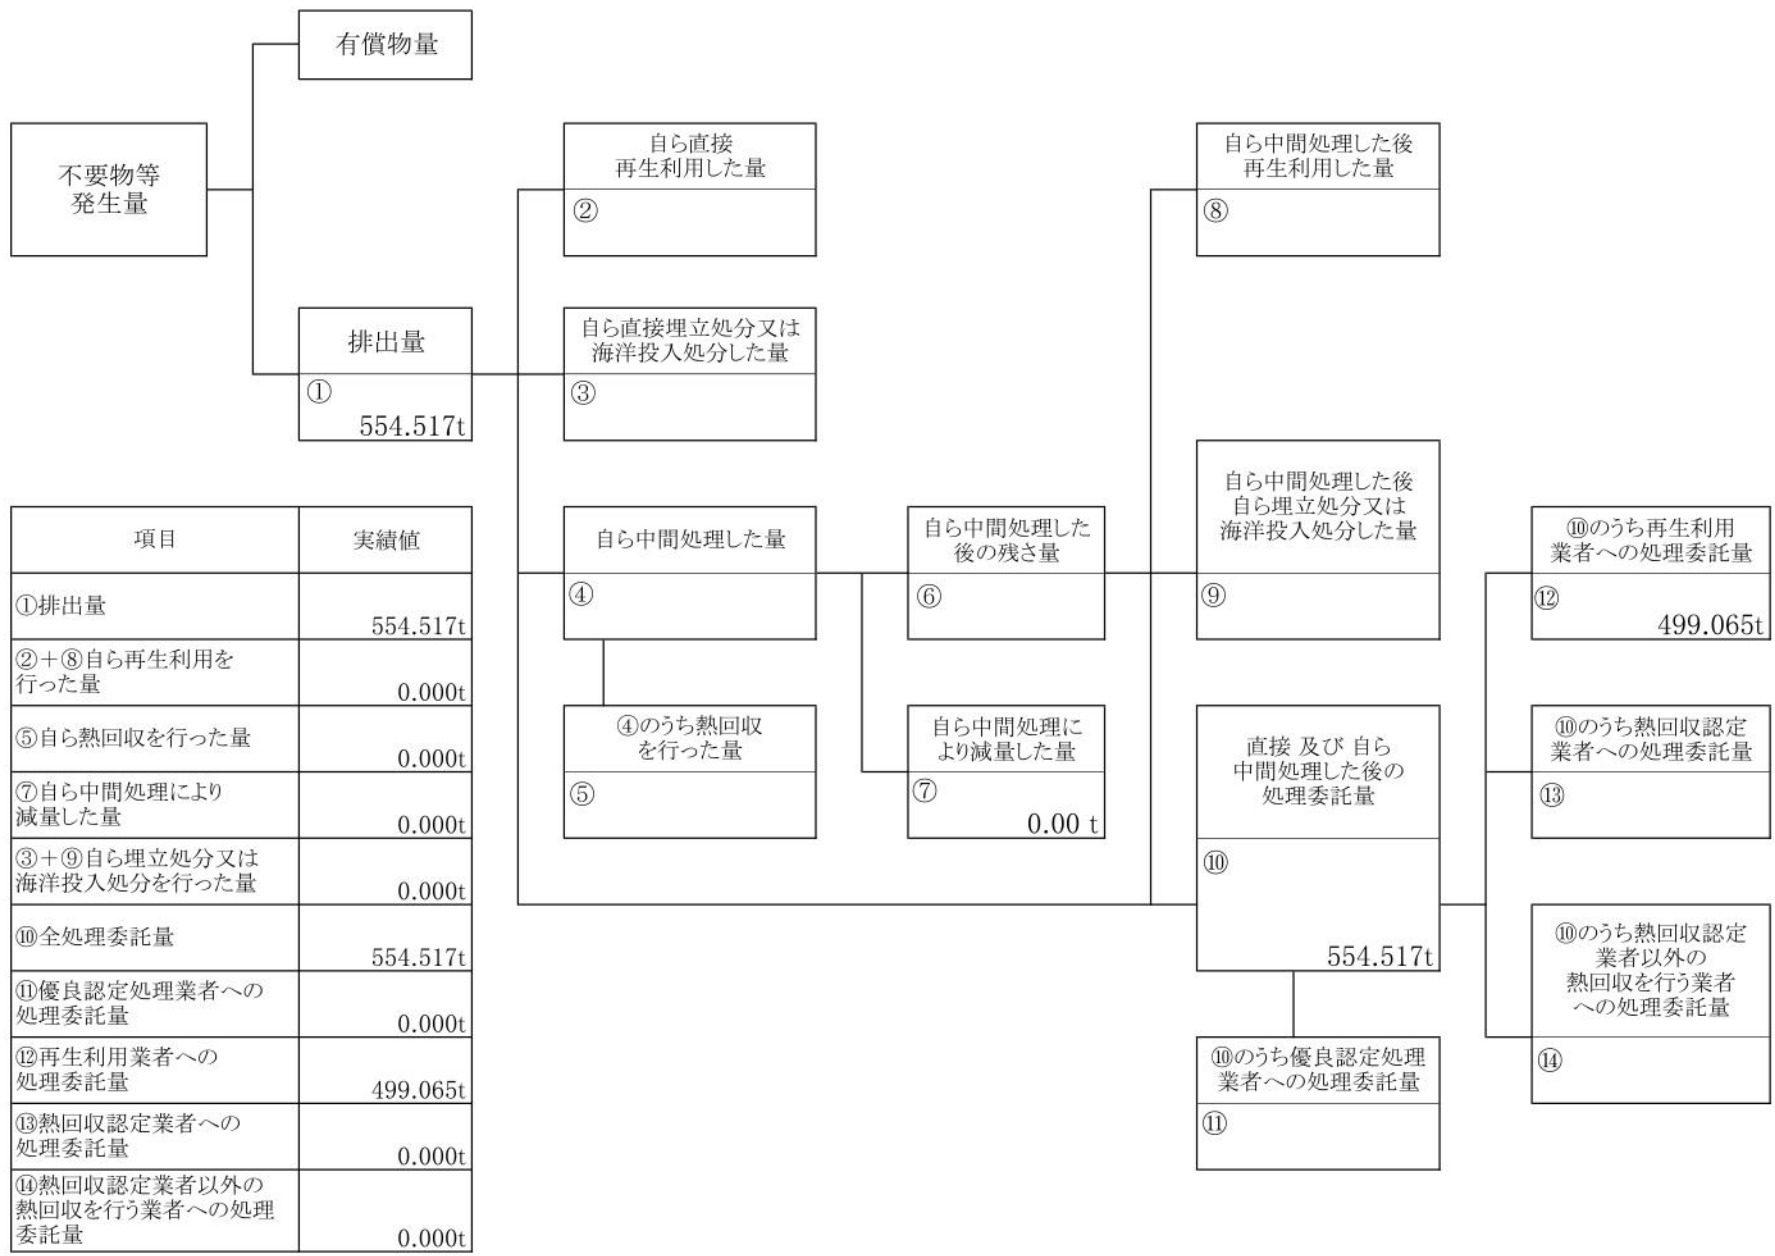 有償物量
不要物等
発生量
排出量
①
554.517t
自ら直接
再生利用した量
②
自ら直接埋立処分又は
海洋投入処分した量
③
自ら中間処理した量
④
④のうち熱回収
を行った量
⑤
自ら中間処理した
後の残さ量
⑥
自ら中間処理に
より減量した量
⑦
0.00 t
自ら中間処理した後
再生利用した量
⑧
自ら中間処理した後
自ら埋立処分又は
海洋投入処分した量
⑨
直接 及び 自ら
中間処理した後の
処理委託量
⑩
554.517t
⑩のうち優良認定処理
業者への処理委託量
⑪
⑩のうち再生利用
業者への処理委託量
⑫
499.065t
⑩のうち熱回収認定
業者への処理委託量
⑬
⑩のうち熱回収認定
業者以外の
熱回収を行う業者
への処理委託量
⑭
項目 実績値
①排出量
554.517t
②＋⑧自ら再生利用を
行った量
0.000t
⑤自ら熱回収を行った量
0.000t
⑦自ら中間処理により
減量した量
0.000t
③＋⑨自ら埋立処分又は
海洋投入処分を行った量
0.000t
⑩全処理委託量
554.517t
⑪優良認定処理業者への
処理委託量
0.000t
⑫再生利用業者への
処理委託量
499.065t
⑬熱回収認定業者への
処理委託量
0.000t
⑭熱回収認定業者以外の
熱回収を行う業者への処理
委託量
0.000t